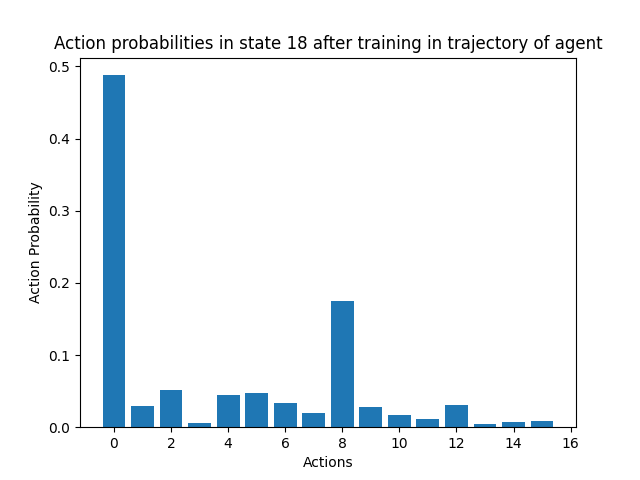 Action probabilities in state 18 after training in trajectory of agent
0.5
0.4
0.3
0.2
0.1
0.0
Action Probability
0 2 4 6 8 10 12 14 16
Actions